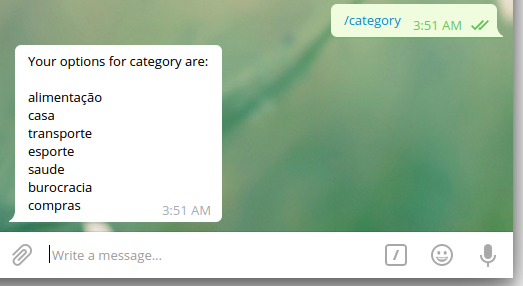 /category 3:51 AM
Your options for category are:
alimentação
casa
transporte
esporte
saude
burocracia
compras 3:51 AM
Write a message...